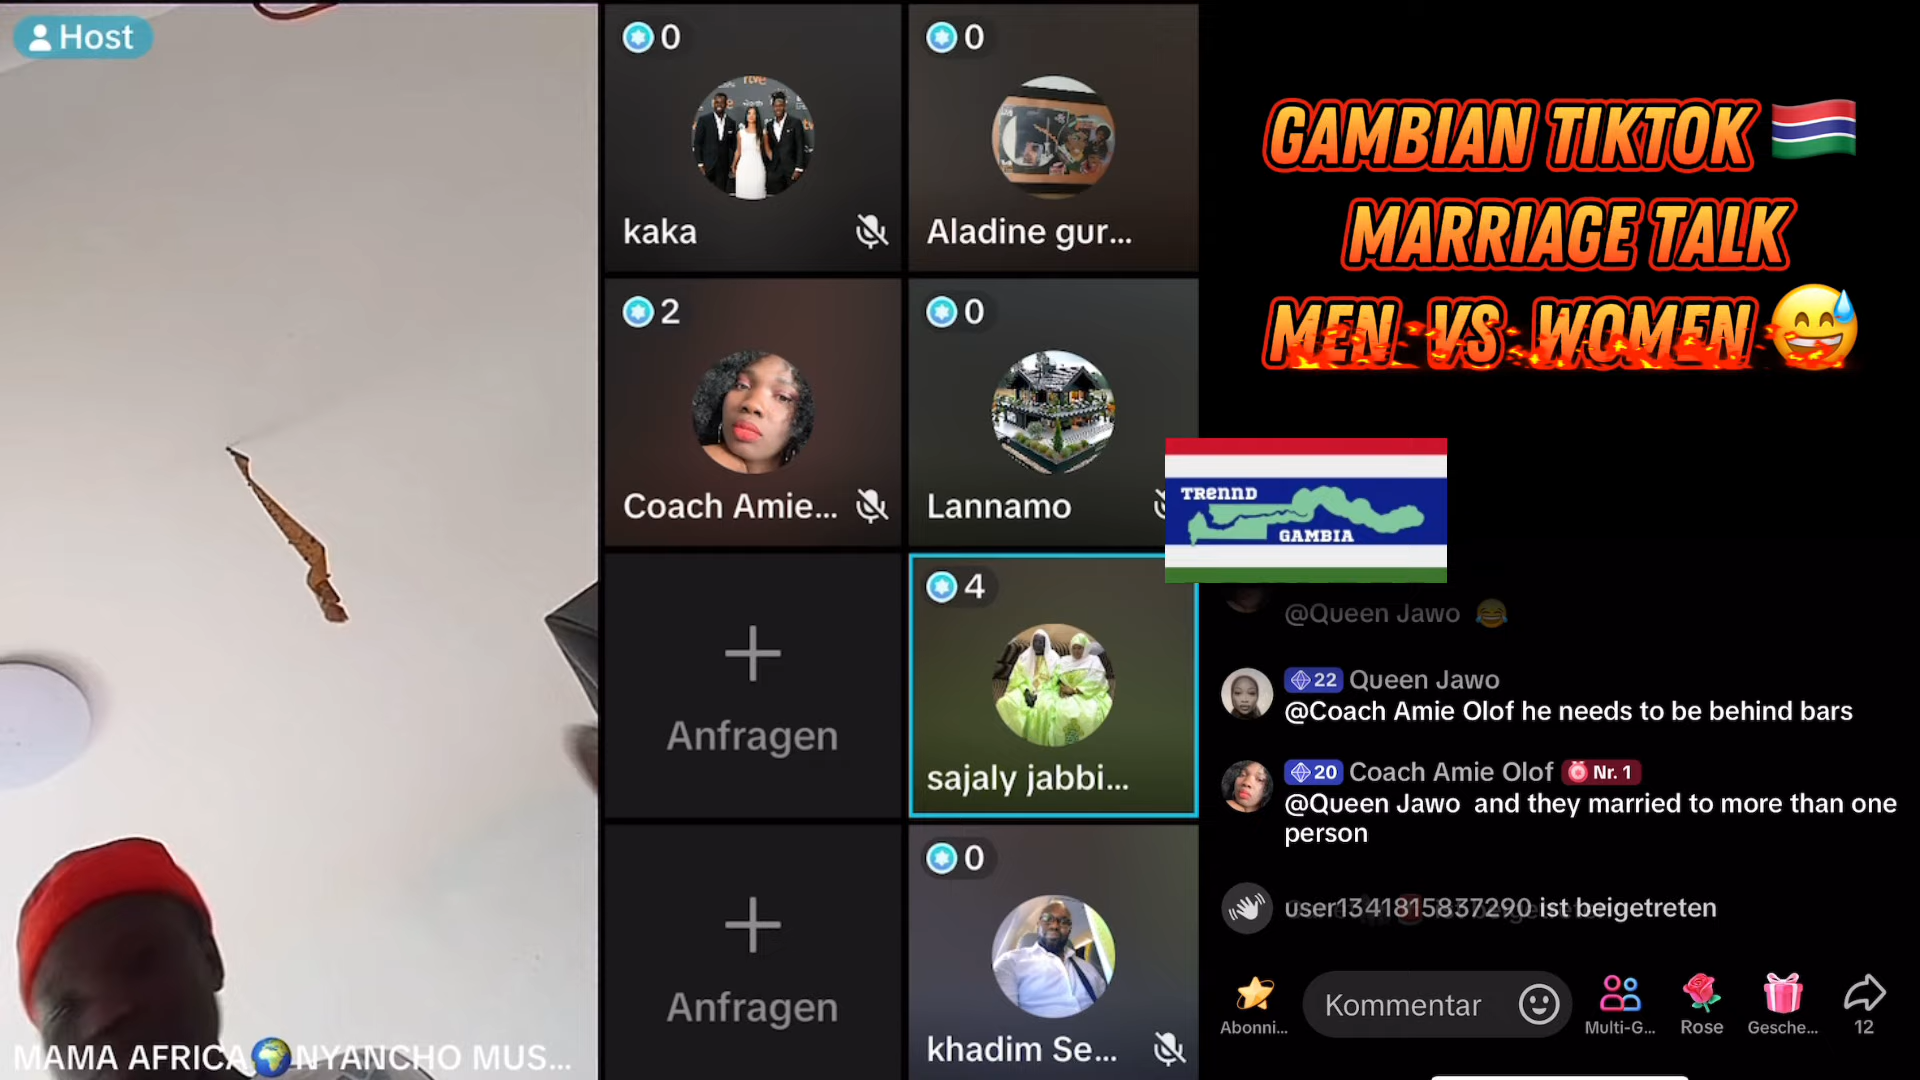 Host
MAMA AFRICA🌍NYANCHO MUS...
0
kaka
0
Aladine gur...
2
Coach Amie...
0
Lannamo
Anfragen
4
sajaly jabbi...
Anfragen
0
khadim Se...
GAMBIAN TIKTOK 🇬🇲
MARRIAGE TALK
MEN VS WOMEN 😅
TRENND
GAMBIA
@Queen Jawo 😂
22 Queen Jawo
@Coach Amie Olof he needs to be behind bars
20 Coach Amie Olof Nr. 1
@Queen Jawo and they married to more than one
person
user1341815837290 ist beigetreten
Kommentar
Abonni...
Multi-G...
Rose
Gesche...
12